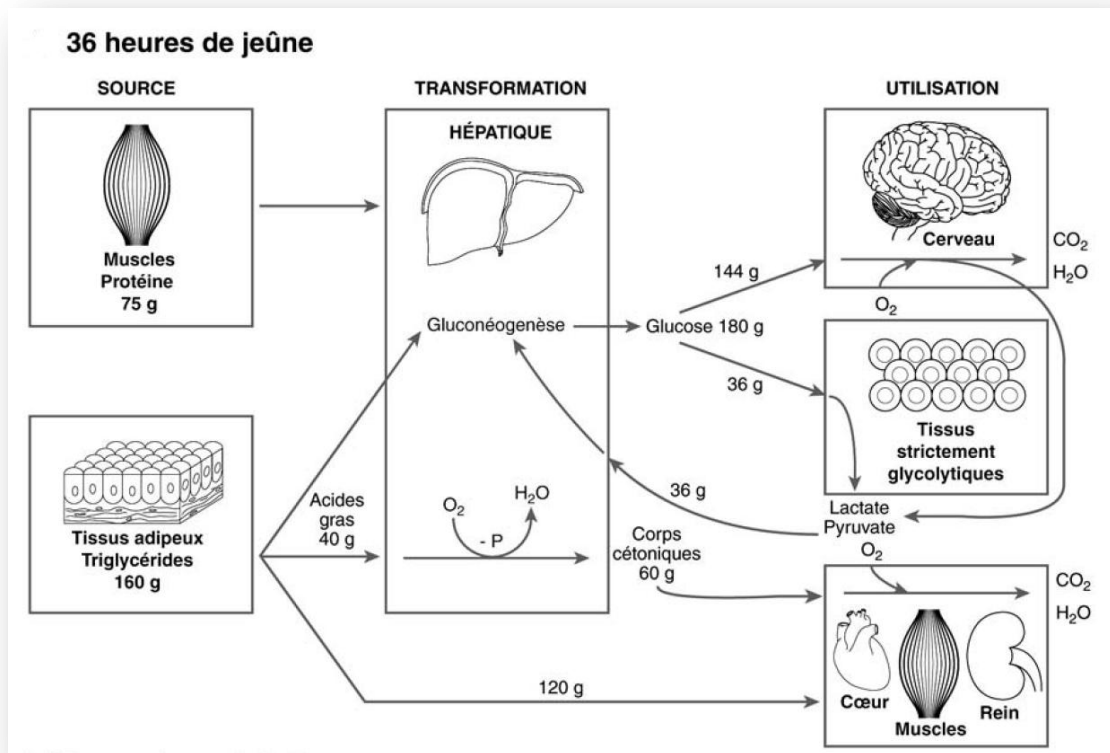 36 heures de jeûne
SOURCE
TRANSFORMATION
UTILISATION
Muscles
Protéine
75 g
Tissus adipeux
Triglycérides
160 g
HÉPATIQUE
Gluconéogenèse
Glucose 180 g
Acides
gras
40 g
O₂
H₂O
- P
144 g
36 g
36 g
Corps
cétoniques
60 g
120 g
Cerveau
O₂
CO₂
H₂O
Tissus
strictement
glycolytiques
Lactate
Pyruvate
O₂
CO₂
H₂O
Cœur
Muscles
Rein